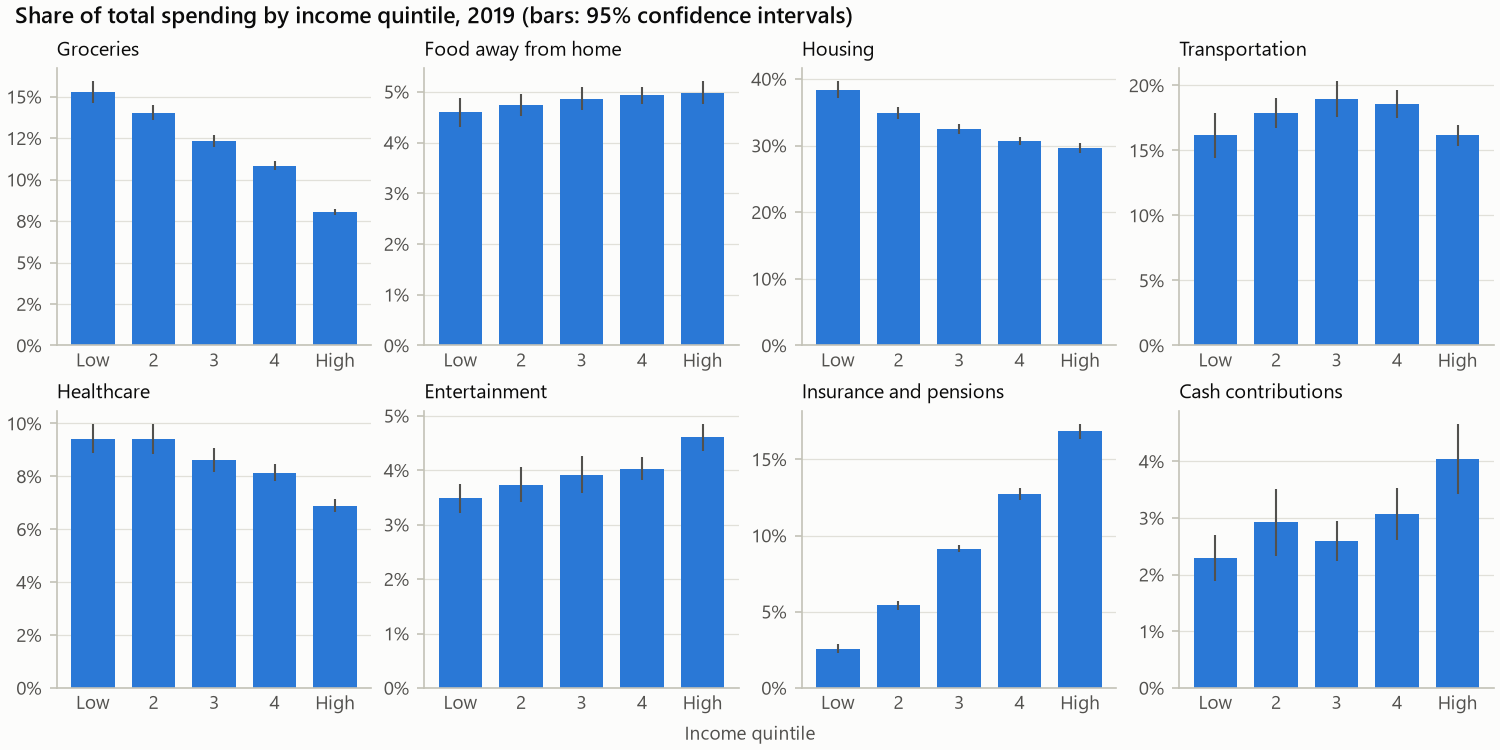 Share of total spending by income quintile, 2019 (bars: 95% confidence intervals)
Groceries
15%
12%
10%
8%
5%
2%
0%
Low 2 3 4 High
Food away from home
5%
4%
3%
2%
1%
0%
Low 2 3 4 High
Housing
40%
30%
20%
10%
0%
Low 2 3 4 High
Transportation
20%
15%
10%
5%
0%
Low 2 3 4 High
Healthcare
10%
8%
6%
4%
2%
0%
Low 2 3 4 High
Entertainment
5%
4%
3%
2%
1%
0%
Low 2 3 4 High
Insurance and pensions
15%
10%
5%
0%
Low 2 3 4 High
Cash contributions
4%
3%
2%
1%
0%
Low 2 3 4 High
Income quintile